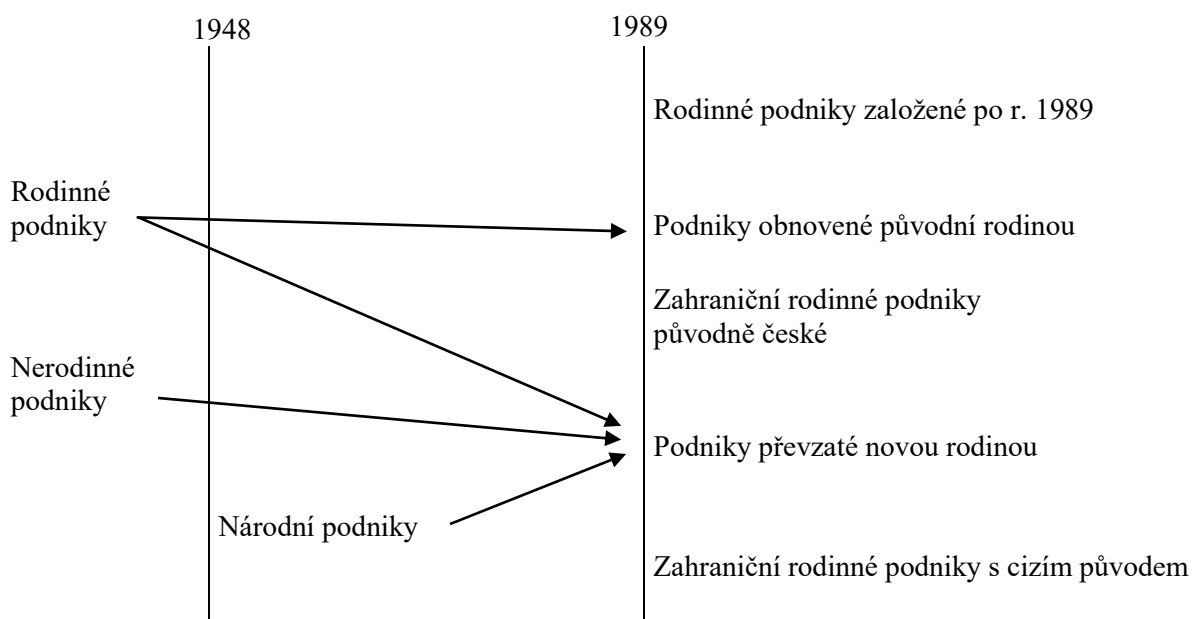 1948
1989
Rodinné podniky založené po r. 1989
Rodinné
podniky
Podniky obnovené původní rodinou
Zahraniční rodinné podniky
původně české
Nerodinné
podniky
Podniky převzaté novou rodinou
Národní podniky
Zahraniční rodinné podniky s cizím původem